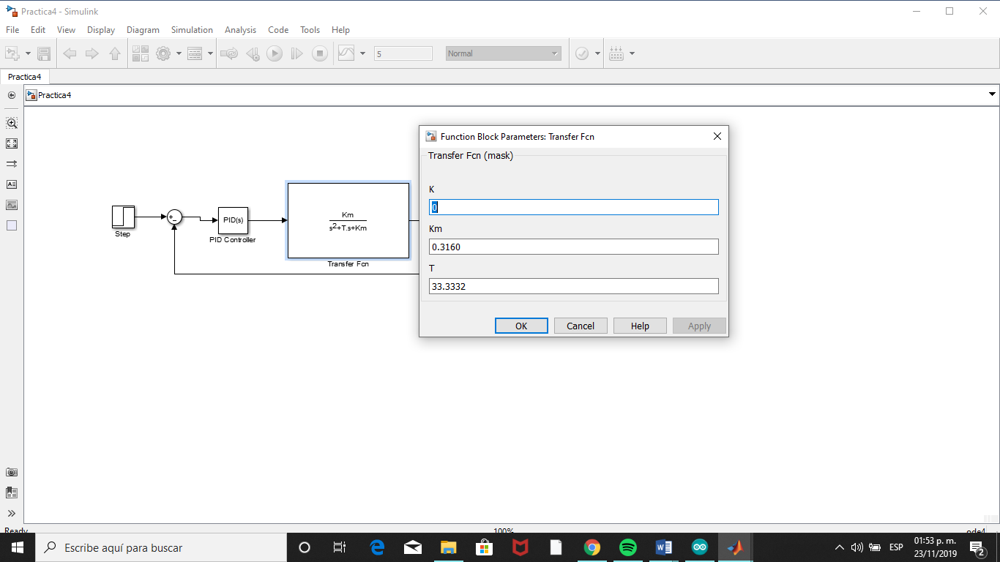 Practica4 - Simulink
File Edit View Display Diagram Simulation Analysis Code Tools Help
5 Normal
Practica4
Practica4
Function Block Parameters: Transfer Fcn
Transfer Fcn (mask)
K
0
Km
0.3160
T
33.3332
OK Cancel Help Apply
Step
+
-
PID(s)
PID Controller
Km
s2+T.s+Km
Transfer Fcn
Ready 100% ode4
Escribe aquí para buscar
ESP
01:53 p. m.
23/11/2019
2